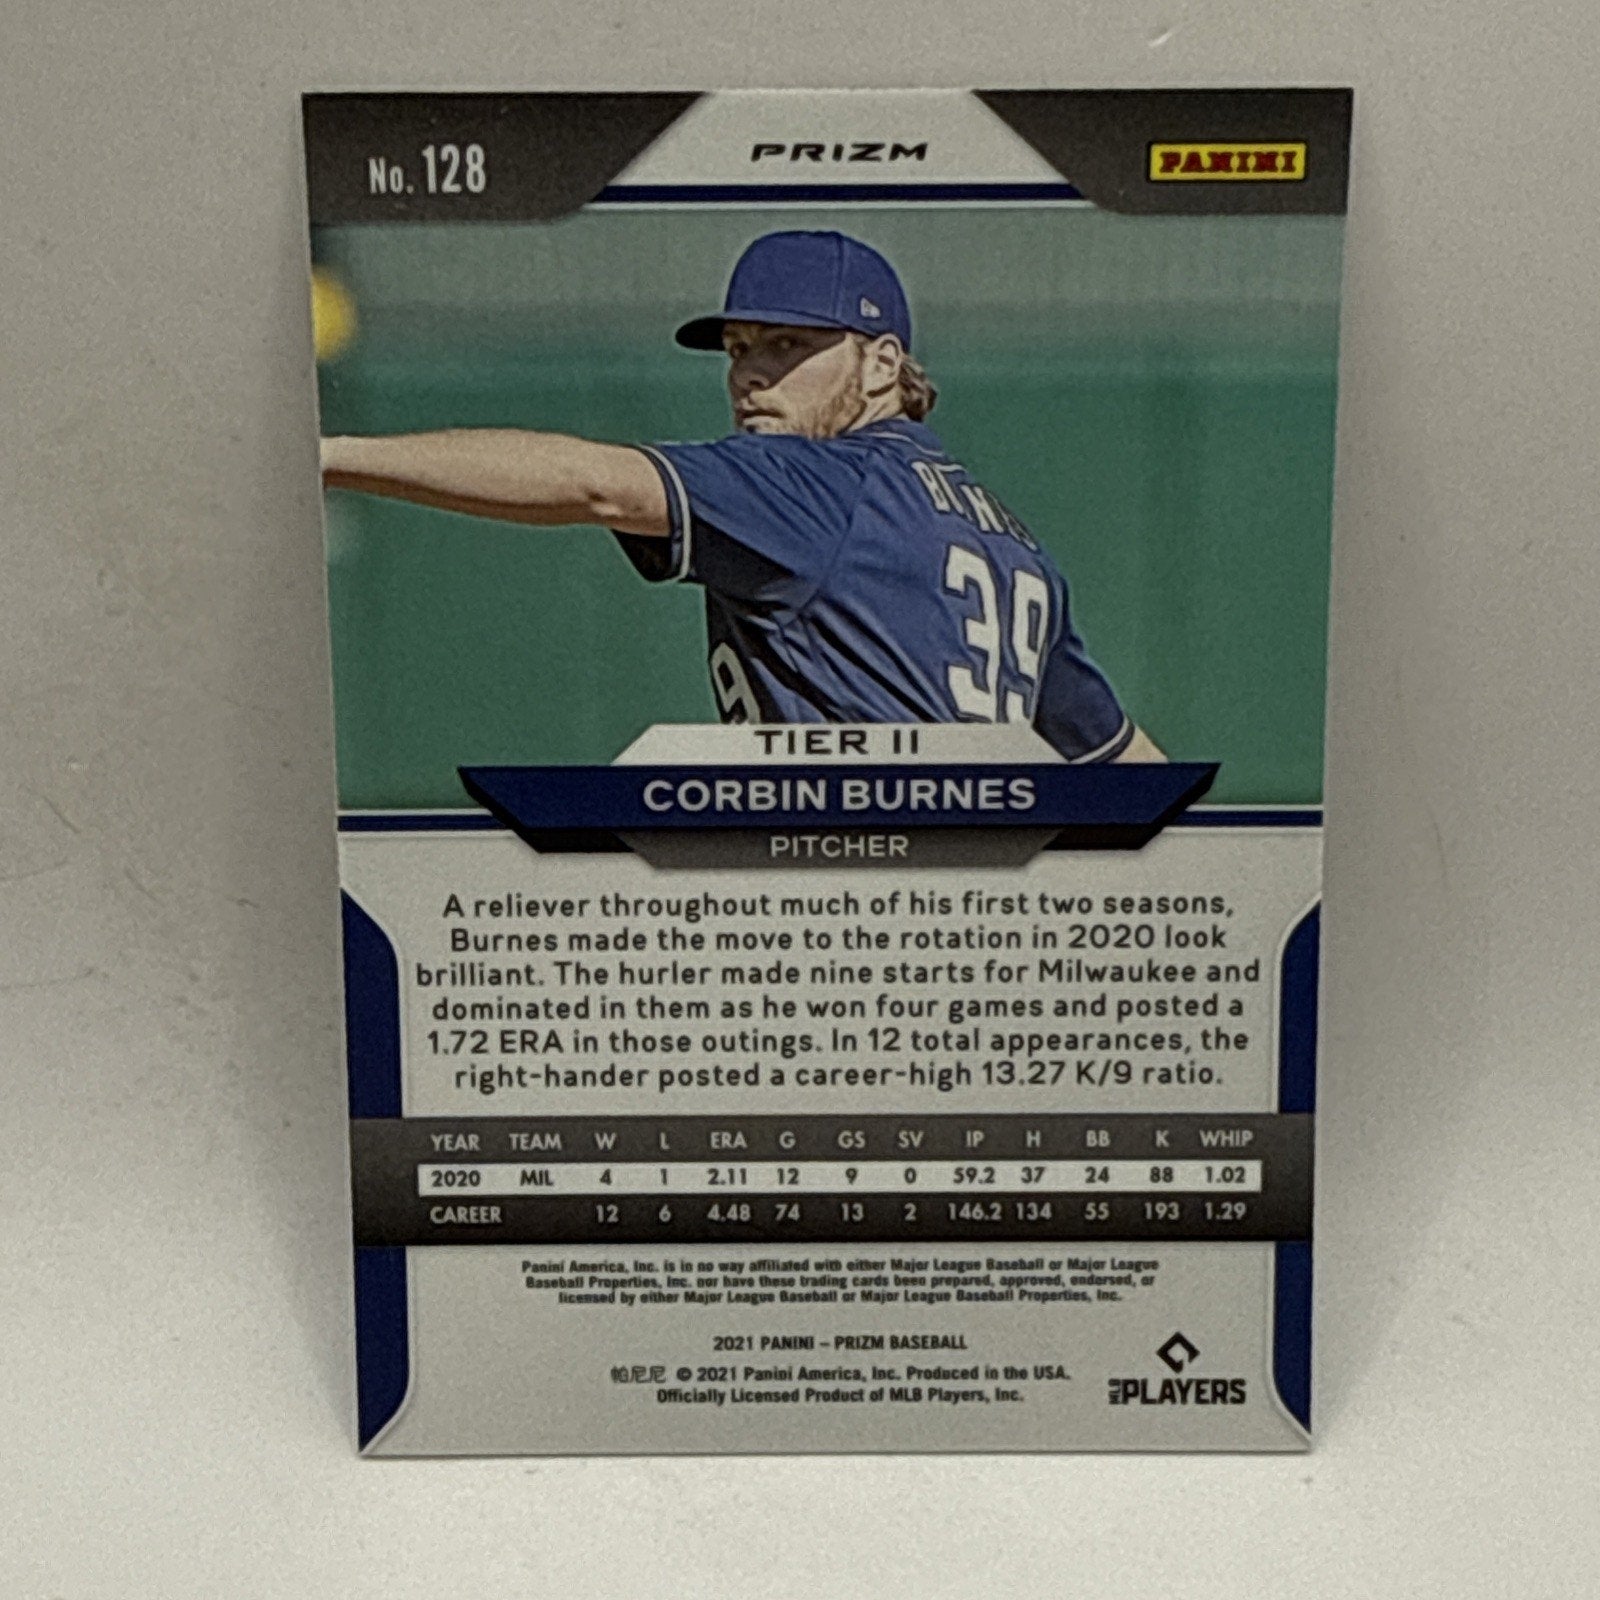 No. 128
PRIZM
PANINI
39
9
TIER II
CORBIN BURNES
PITCHER
A reliever throughout much of his first two seasons,
Burnes made the move to the rotation in 2020 look
brilliant. The hurler made nine starts for Milwaukee and
dominated in them as he won four games and posted a
1.72 ERA in those outings. In 12 total appearances, the
right-hander posted a career-high 13.27 K/9 ratio.
YEAR TEAM W L ERA G GS SV IP H BB K WHIP
2020 MIL 4 1 2.11 12 9 0 59.2 37 24 88 1.02
CAREER 12 6 4.48 74 13 2 146.2 134 55 193 1.29
Panini America, Inc. is in no way affiliated with either Major League Baseball or Major League
Baseball Properties, Inc. nor have these trading cards been prepared, approved, endorsed, or
licensed by either Major League Baseball or Major League Baseball Properties, Inc.
2021 PANINI – PRIZM BASEBALL
帕尼尼 © 2021 Panini America, Inc. Produced in the USA.
Officially Licensed Product of MLB Players, Inc.
MLB PLAYERS